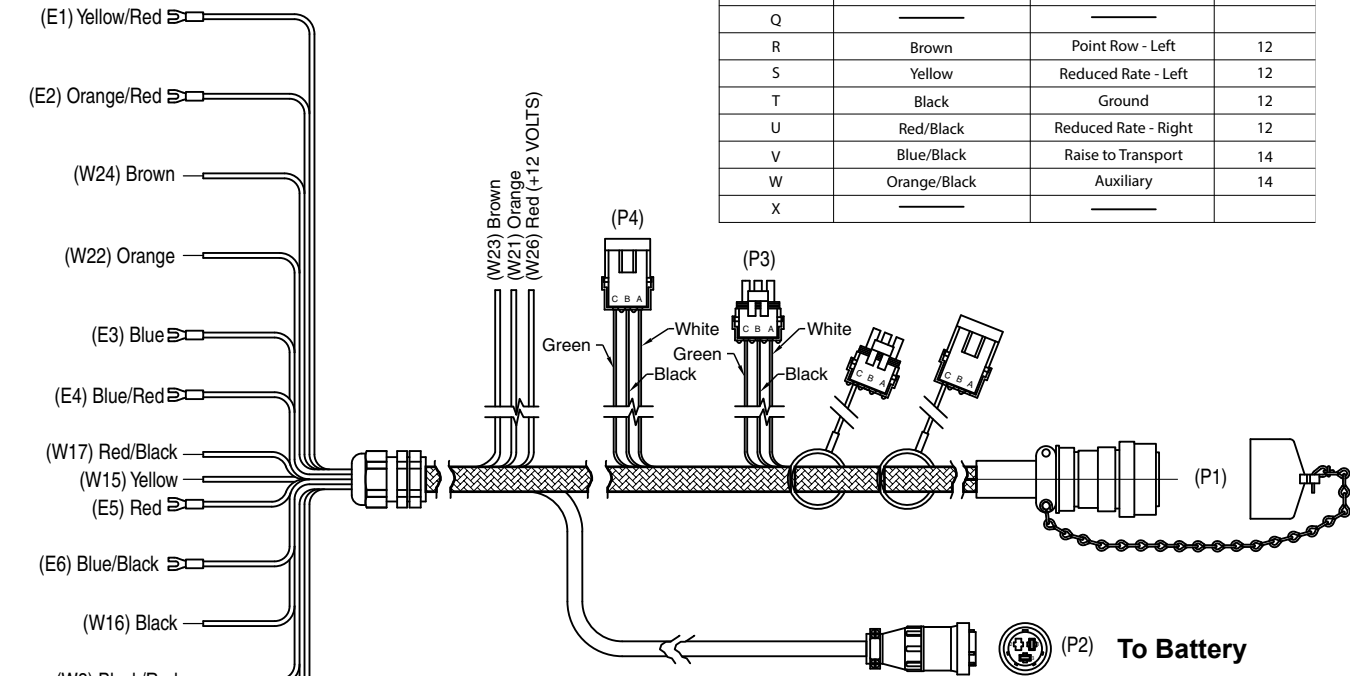 (E1) Yellow/Red
(E2) Orange/Red
(W24) Brown
(W22) Orange
(E3) Blue
(E4) Blue/Red
(W17) Red/Black
(W15) Yellow
(E5) Red
(E6) Blue/Black
(W16) Black
(W23) Brown
(W21) Orange
(W26) Red (+12 VOLTS)
(P4)
C B A
Green
White
Black
(P3)
C B A
Green
White
Black
C B A
C B A
(P1)
(P2)
To Battery
Q
R Brown Point Row - Left 12
S Yellow Reduced Rate - Left 12
T Black Ground 12
U Red/Black Reduced Rate - Right 12
V Blue/Black Raise to Transport 14
W Orange/Black Auxiliary 14
X